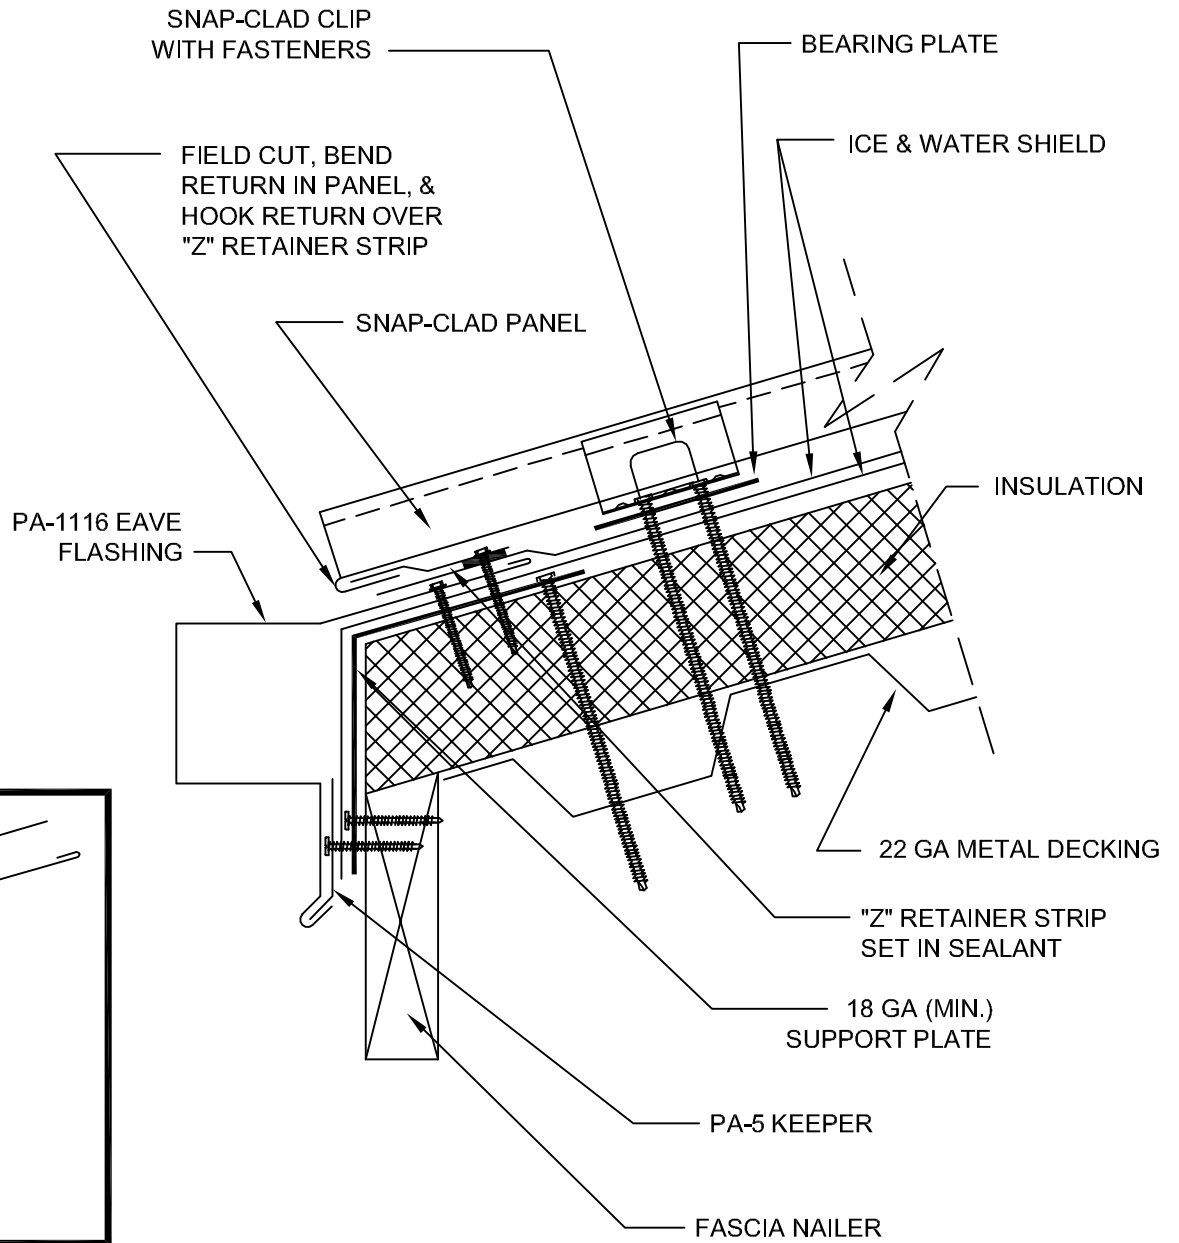 SNAP-CLAD CLIP
WITH FASTENERS
BEARING PLATE
FIELD CUT, BEND
RETURN IN PANEL, &
HOOK RETURN OVER
"Z" RETAINER STRIP
ICE & WATER SHIELD
SNAP-CLAD PANEL
INSULATION
PA-1116 EAVE
FLASHING
22 GA METAL DECKING
"Z" RETAINER STRIP
SET IN SEALANT
18 GA (MIN.)
SUPPORT PLATE
PA-5 KEEPER
FASCIA NAILER